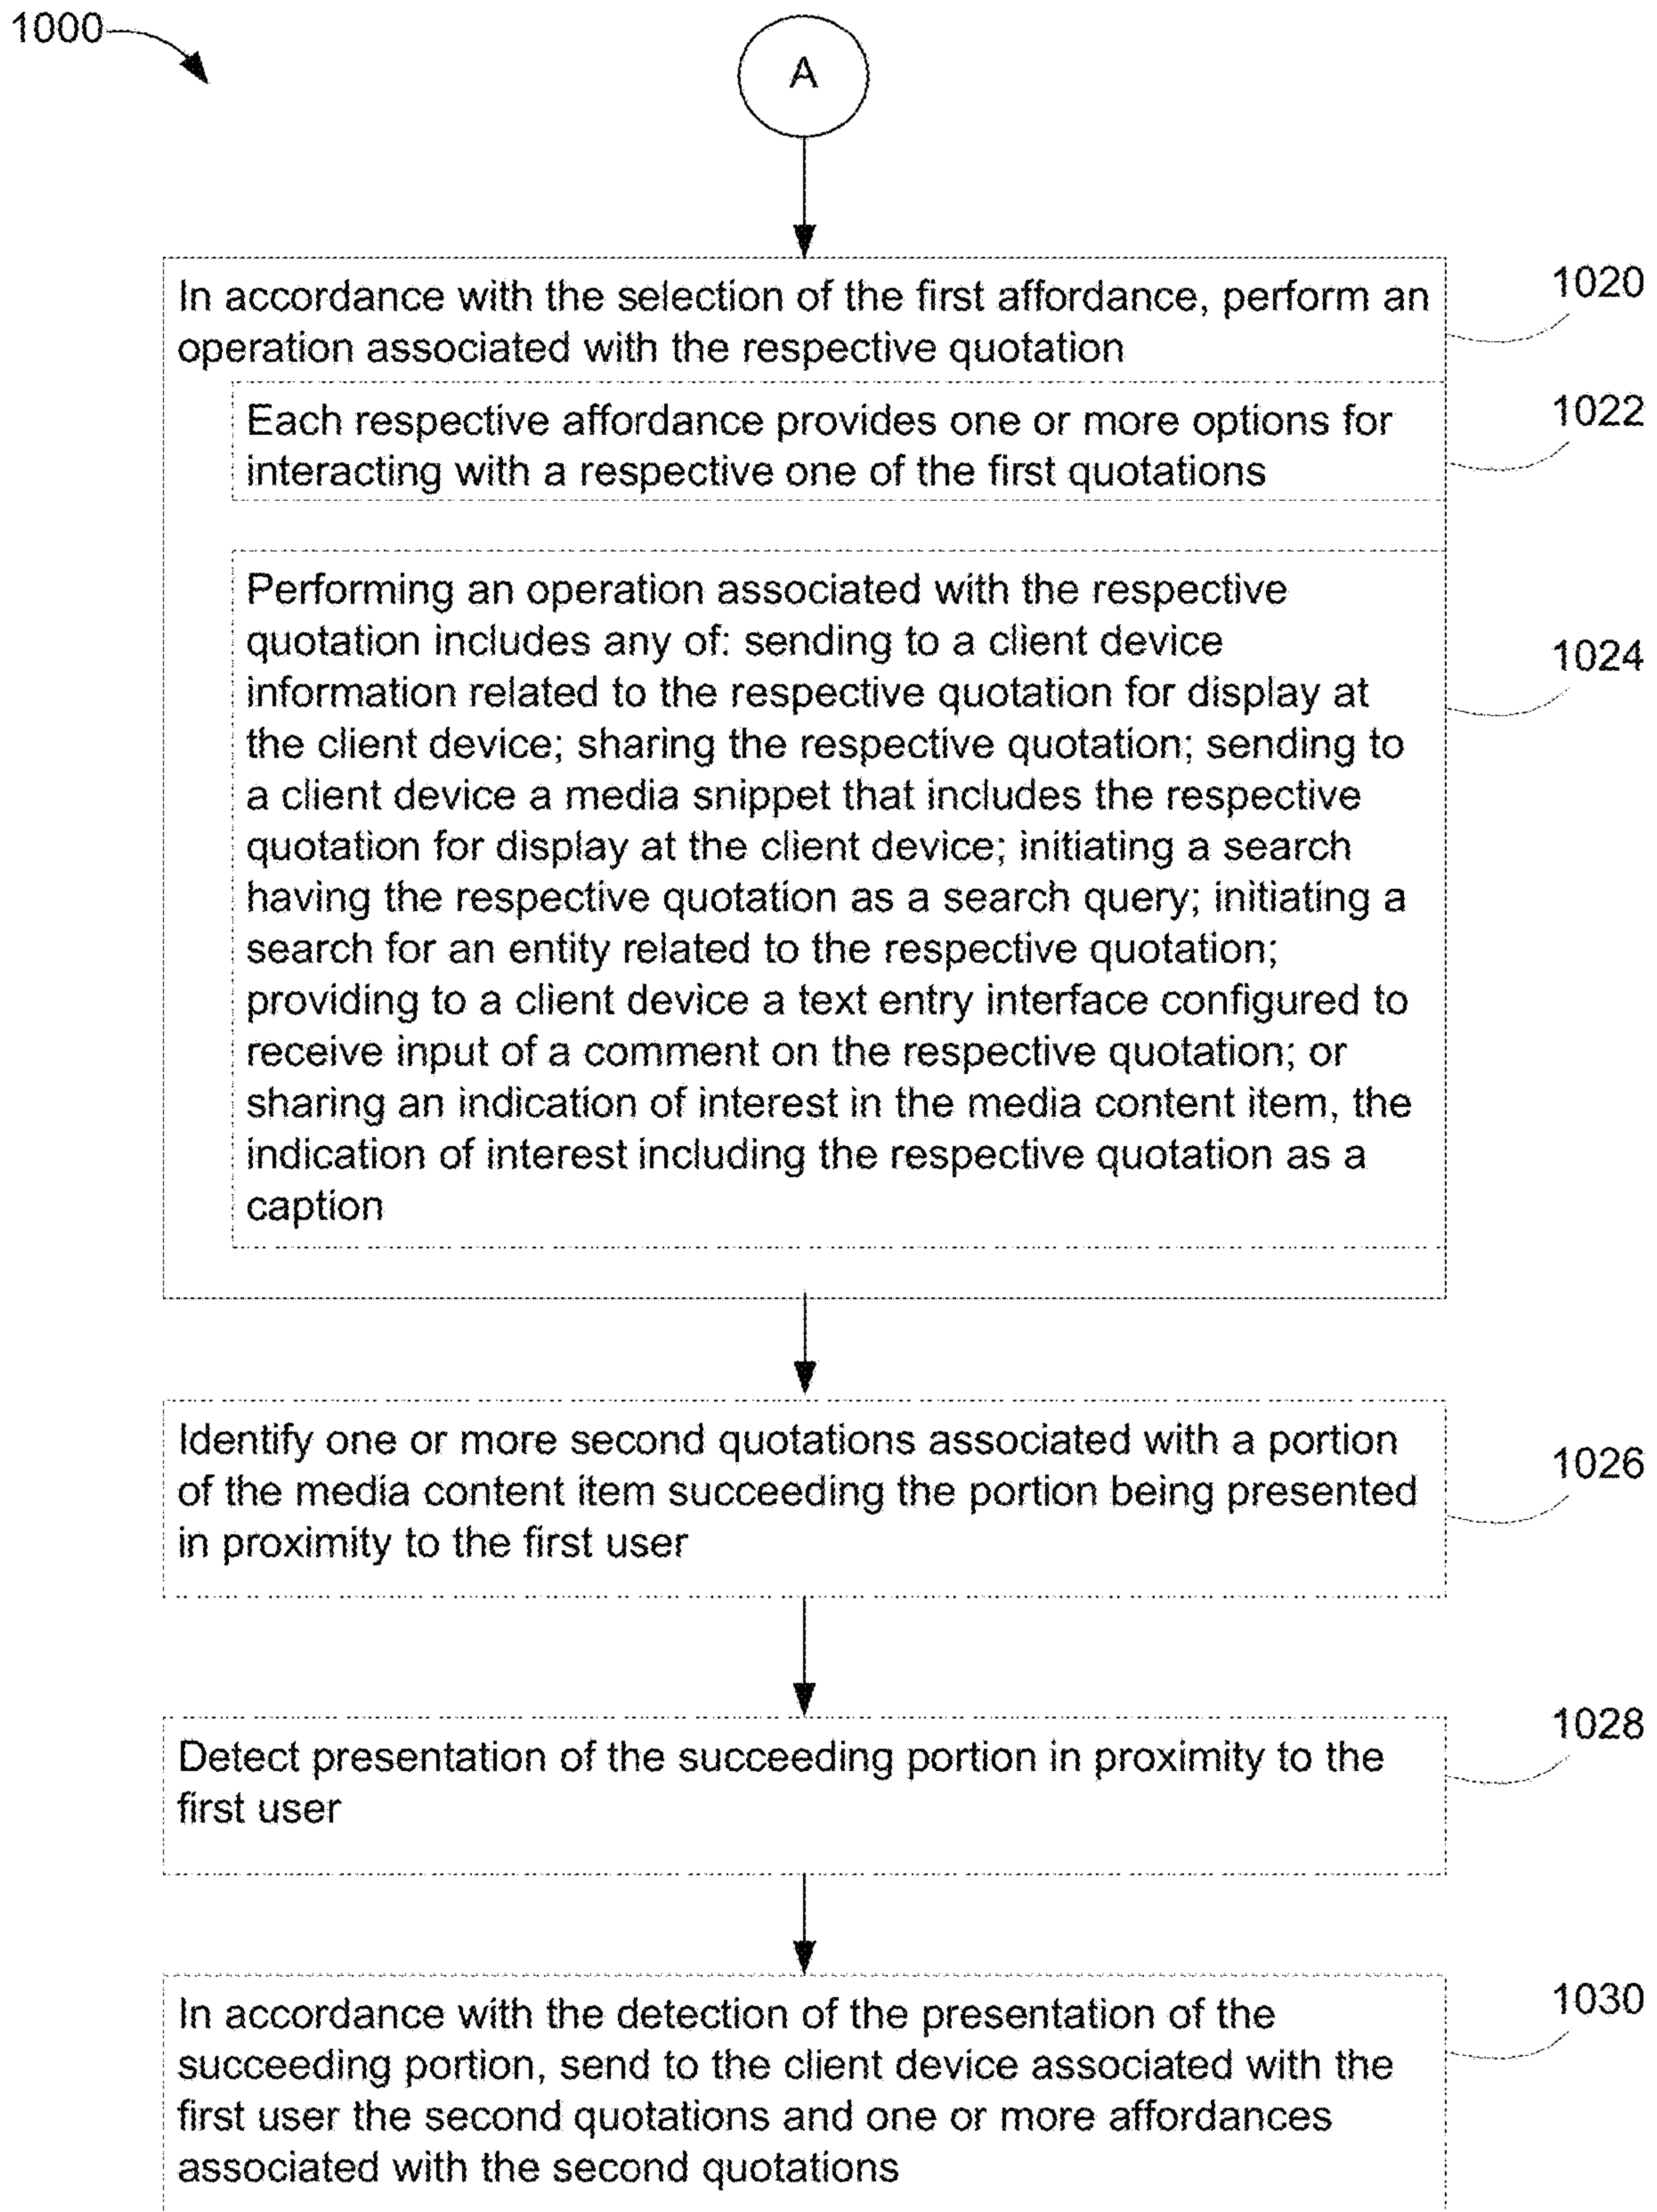 1000
A
In accordance with the selection of the first affordance, perform an
operation associated with the respective quotation
1020
Each respective affordance provides one or more options for
interacting with a respective one of the first quotations
1022
Performing an operation associated with the respective
quotation includes any of: sending to a client device
information related to the respective quotation for display at
the client device; sharing the respective quotation; sending to
a client device a media snippet that includes the respective
quotation for display at the client device; initiating a search
having the respective quotation as a search query; initiating a
search for an entity related to the respective quotation;
providing to a client device a text entry interface configured to
receive input of a comment on the respective quotation; or
sharing an indication of interest in the media content item, the
indication of interest including the respective quotation as a
caption
1024
Identify one or more second quotations associated with a portion
of the media content item succeeding the portion being presented
in proximity to the first user
1026
Detect presentation of the succeeding portion in proximity to the
first user
1028
In accordance with the detection of the presentation of the
succeeding portion, send to the client device associated with the
first user the second quotations and one or more affordances
associated with the second quotations
1030